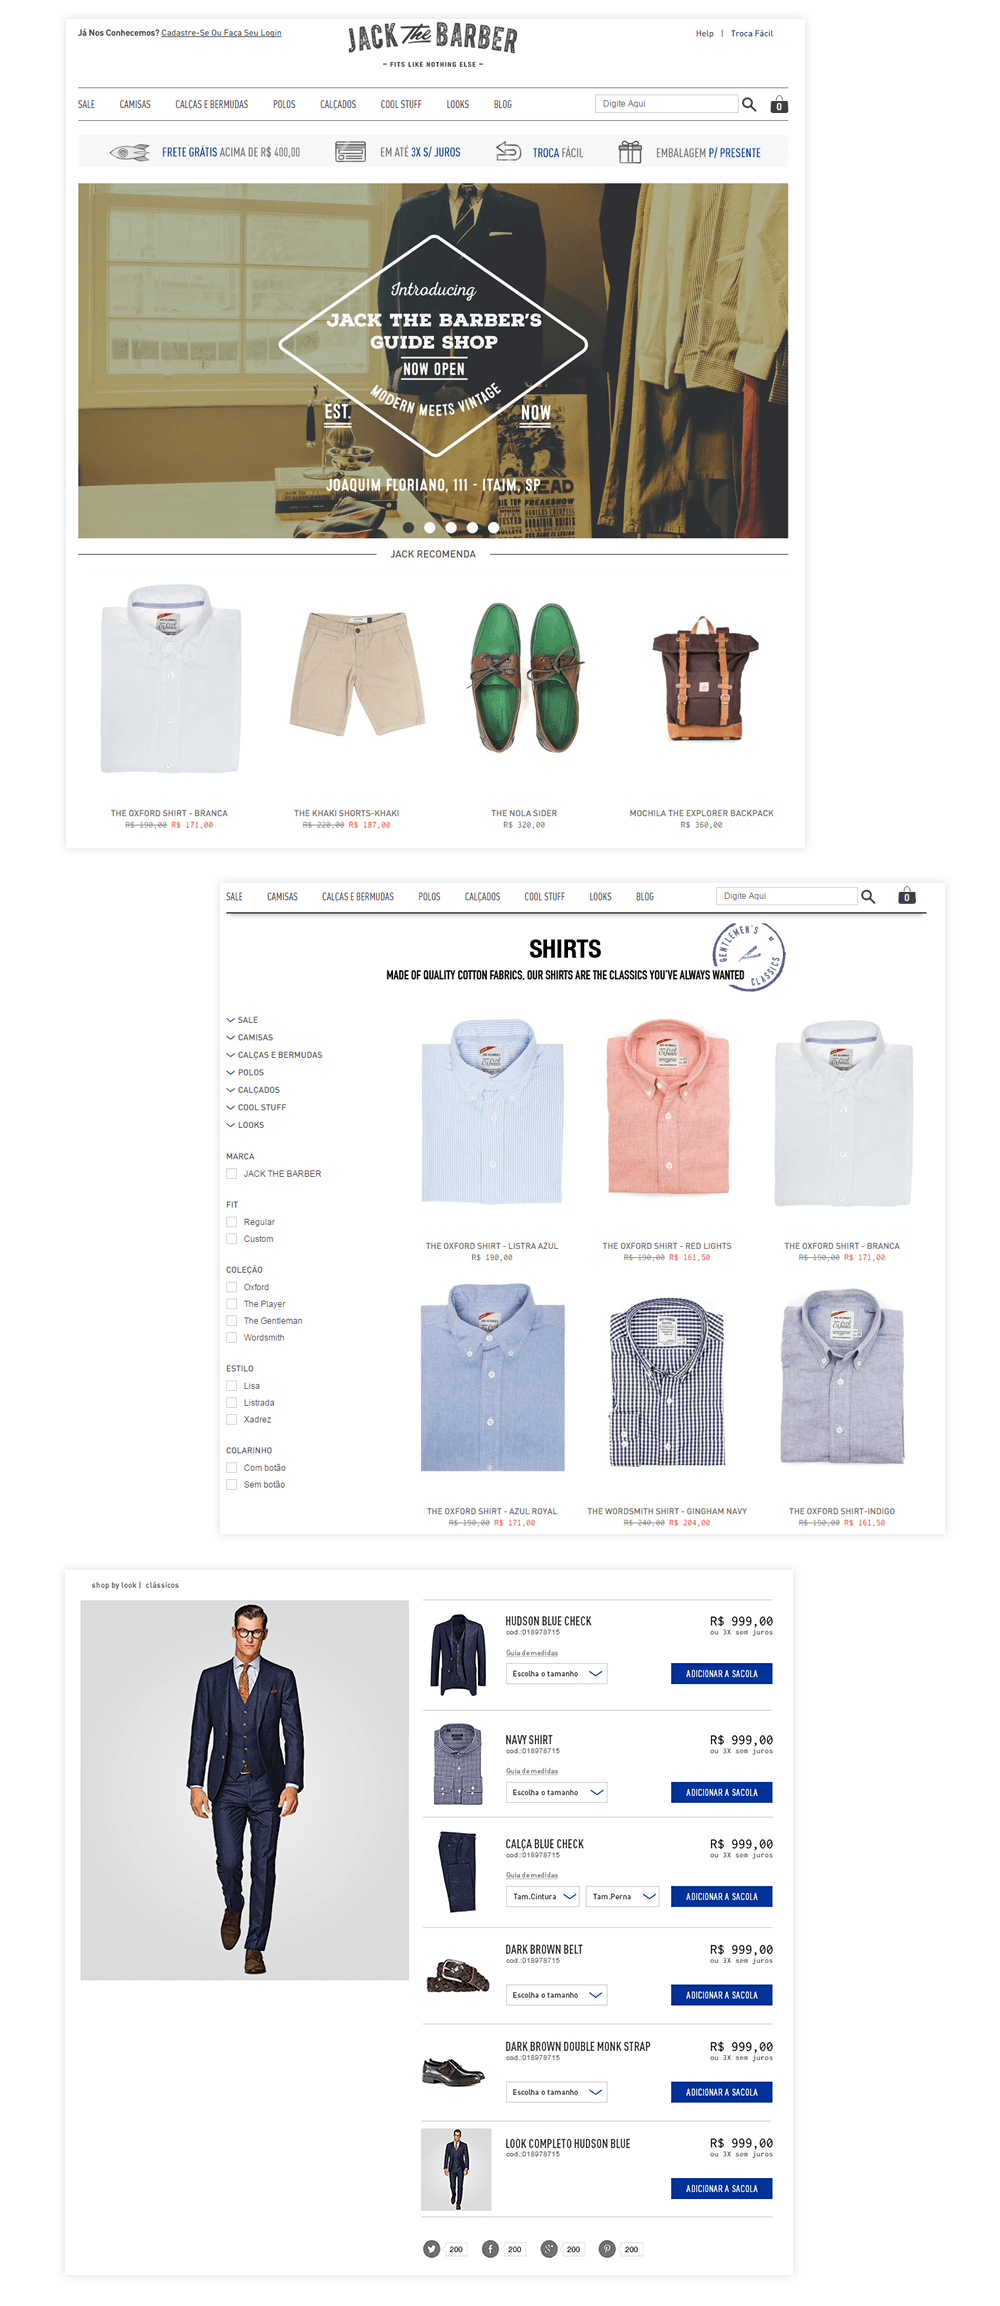 Já Nos Conhecemos? Cadastre-Se Ou Faça Seu Login
JACK The BARBER
– FITS LIKE NOTHING ELSE –
Help | Troca Fácil
SALE CAMISAS CALÇAS E BERMUDAS POLOS CALÇADOS COOL STUFF LOOKS BLOG Digite Aqui 0
FRETE GRÁTIS ACIMA DE R$ 400,00 EM ATÉ 3X S/ JUROS TROCA FÁCIL EMBALAGEM P/ PRESENTE
Introducing
JACK THE BARBER'S
GUIDE SHOP
NOW OPEN
MODERN MEETS VINTAGE
EST. NOW
JOAQUIM FLORIANO, 111 - ITAIM, SP
JACK RECOMENDA
THE OXFORD SHIRT - BRANCA THE KHAKI SHORTS-KHAKI THE NOLA SIDER MOCHILA THE EXPLORER BACKPACK
R$ 190,00 R$ 171,00 R$ 220,00 R$ 187,00 R$ 320,00 R$ 360,00
SALE CAMISAS CALÇAS E BERMUDAS POLOS CALÇADOS COOL STUFF LOOKS BLOG Digite Aqui 0
SHIRTS
MADE OF QUALITY COTTON FABRICS, OUR SHIRTS ARE THE CLASSICS YOU'VE ALWAYS WANTED
GENTLEMEN'S CLASSICS
SALE
CAMISAS
CALÇAS E BERMUDAS
POLOS
CALÇADOS
COOL STUFF
LOOKS
MARCA
JACK THE BARBER
FIT
Regular
Custom
COLEÇÃO
Oxford
The Player
The Gentleman
Wordsmith
ESTILO
Lisa
Listrada
Xadrez
COLARINHO
Com botão
Sem botão
THE OXFORD SHIRT - LISTRA AZUL THE OXFORD SHIRT - RED LIGHTS THE OXFORD SHIRT - BRANCA
R$ 190,00 R$ 190,00 R$ 161,50 R$ 190,00 R$ 171,00
THE OXFORD SHIRT - AZUL ROYAL THE WORDSMITH SHIRT - GINGHAM NAVY THE OXFORD SHIRT-INDIGO
R$ 190,00 R$ 171,00 R$ 240,00 R$ 204,00 R$ 190,00 R$ 161,50
shop by look | clássicos
HUDSON BLUE CHECK R$ 999,00
cod.:018978715 ou 3X sem juros
Guia de medidas
Escolha o tamanho ADICIONAR A SACOLA
NAVY SHIRT R$ 999,00
cod.:018978715 ou 3X sem juros
Guia de medidas
Escolha o tamanho ADICIONAR A SACOLA
CALÇA BLUE CHECK R$ 999,00
cod.:018978715 ou 3X sem juros
Guia de medidas
Tam.Cintura Tam.Perna ADICIONAR A SACOLA
DARK BROWN BELT R$ 999,00
cod.:018978715 ou 3X sem juros
Escolha o tamanho ADICIONAR A SACOLA
DARK BROWN DOUBLE MONK STRAP R$ 999,00
cod.:018978715 ou 3X sem juros
Escolha o tamanho ADICIONAR A SACOLA
LOOK COMPLETO HUDSON BLUE R$ 999,00
cod.:018978715 ou 3X sem juros
ADICIONAR A SACOLA
200 200 200 200